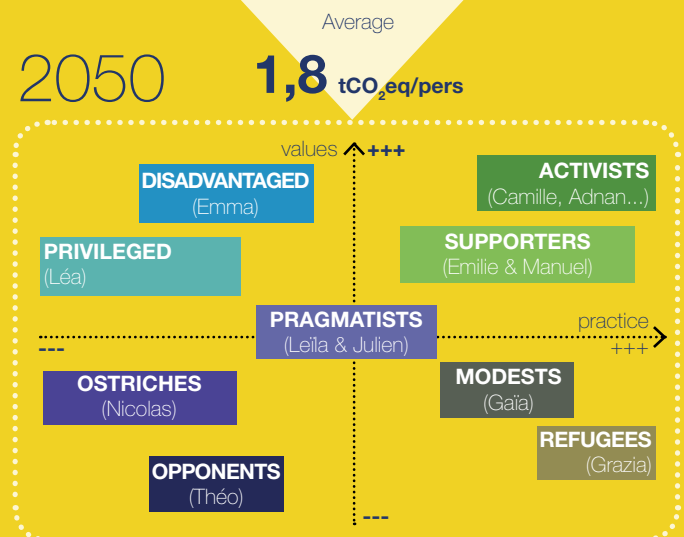 Average
2050
1,8 tCO2eq/pers
values +++
DISADVANTAGED
(Emma)
ACTIVISTS
(Camille, Adnan...)
PRIVILEGED
(Léa)
SUPPORTERS
(Emilie & Manuel)
PRAGMATISTS
(Leïla & Julien)
practice
+++
---
OSTRICHES
(Nicolas)
MODESTS
(Gaïa)
REFUGEES
(Grazia)
OPPONENTS
(Théo)
---